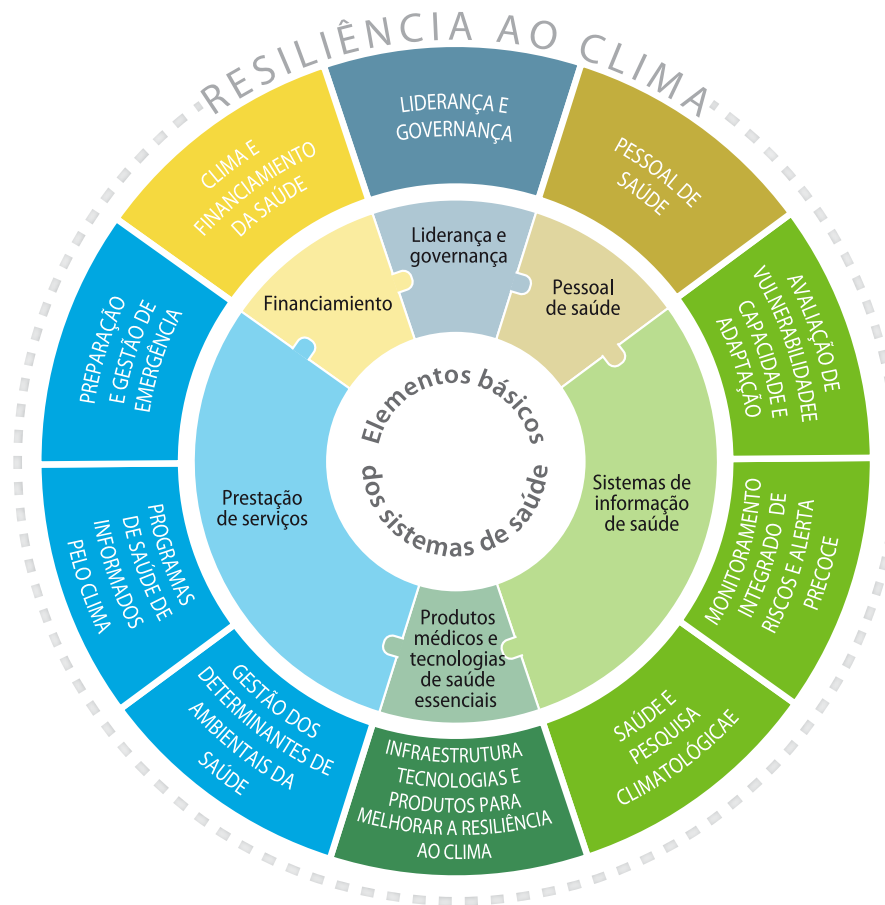 RESILIÊNCIA AO CLIMA
LIDERANÇA E
GOVERNANÇA
PESSOAL DE
SAÚDE
AVALIAÇÃO DE
VULNERABILIDADEE
CAPACIDADE E
ADAPTAÇÃO
MONITORAMENTO
INTEGRADO DE
RISCOS E ALERTA
PRECOCE
SAÚDE E
PESQUISA
CLIMATOLÓGICAE
INFRAESTRUTURA
TECNOLOGIAS E
PRODUTOS PARA
MELHORAR A RESILIÊNCIA
AO CLIMA
GESTÃO DOS
DETERMINANTES DE
AMBIENTAIS DA
SAÚDE
PROGRAMAS
DE SAÚDE DE
INFORMADOS
PELO CLIMA
PREPARAÇÃO
E GESTÃO DE
EMERGÊNCIA
CLIMA E
FINANCIAMIENTO
DA SAÚDE
Liderança e
governança
Pessoal
de saúde
Sistemas de
informação
de saúde
Produtos
médicos e
tecnologias
de saúde
essenciais
Prestação
de serviços
Financiamiento
Elementos básicos
dos sistemas de saúde